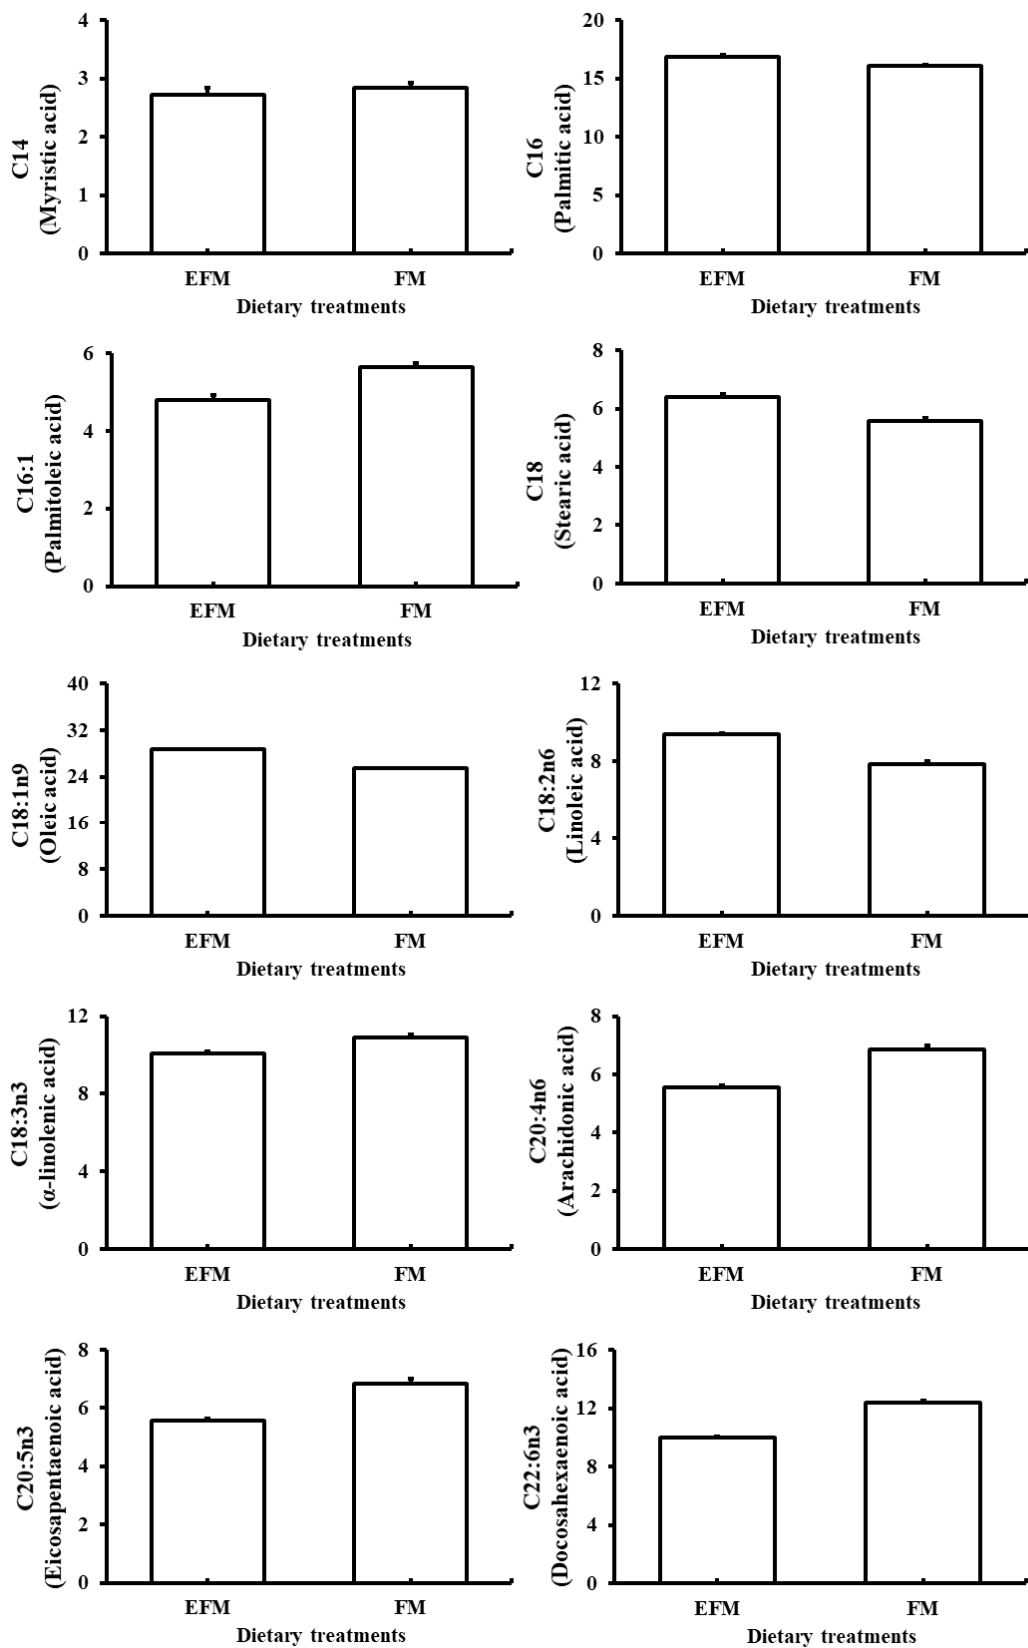 C14
(Myristic acid)
4
3
2
1
0
EFM FM
Dietary treatments
C16
(Palmitic acid)
20
15
10
5
0
EFM FM
Dietary treatments
C16:1
(Palmitoleic acid)
6
4
2
0
EFM FM
Dietary treatments
C18
(Stearic acid)
8
6
4
2
0
EFM FM
Dietary treatments
C18:1n9
(Oleic acid)
40
32
24
16
8
0
EFM FM
Dietary treatments
C18:2n6
(Linoleic acid)
12
8
4
0
EFM FM
Dietary treatments
C18:3n3
(α-linolenic acid)
12
8
4
0
EFM FM
Dietary treatments
C20:4n6
(Arachidonic acid)
8
6
4
2
0
EFM FM
Dietary treatments
C20:5n3
(Eicosapentaenoic acid)
8
6
4
2
0
EFM FM
Dietary treatments
C22:6n3
(Docosahexaenoic acid)
16
12
8
4
0
EFM FM
Dietary treatments